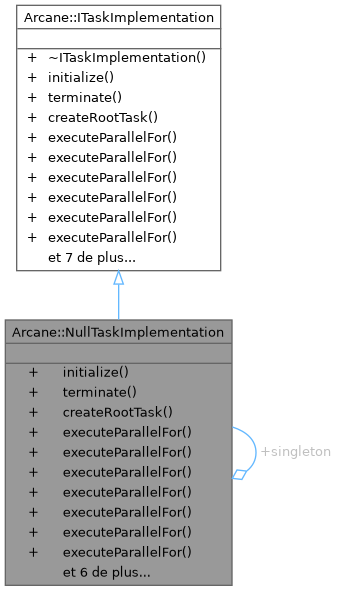 Arcane::ITaskImplementation
+ ~ITaskImplementation()
+ initialize()
+ terminate()
+ createRootTask()
+ executeParallelFor()
+ executeParallelFor()
+ executeParallelFor()
+ executeParallelFor()
+ executeParallelFor()
+ executeParallelFor()
et 7 de plus...
Arcane::NullTaskImplementation
+ initialize()
+ terminate()
+ createRootTask()
+ executeParallelFor()
+ executeParallelFor()
+ executeParallelFor()
+ executeParallelFor()
+ executeParallelFor()
+ executeParallelFor()
+ executeParallelFor()
et 6 de plus...
+singleton